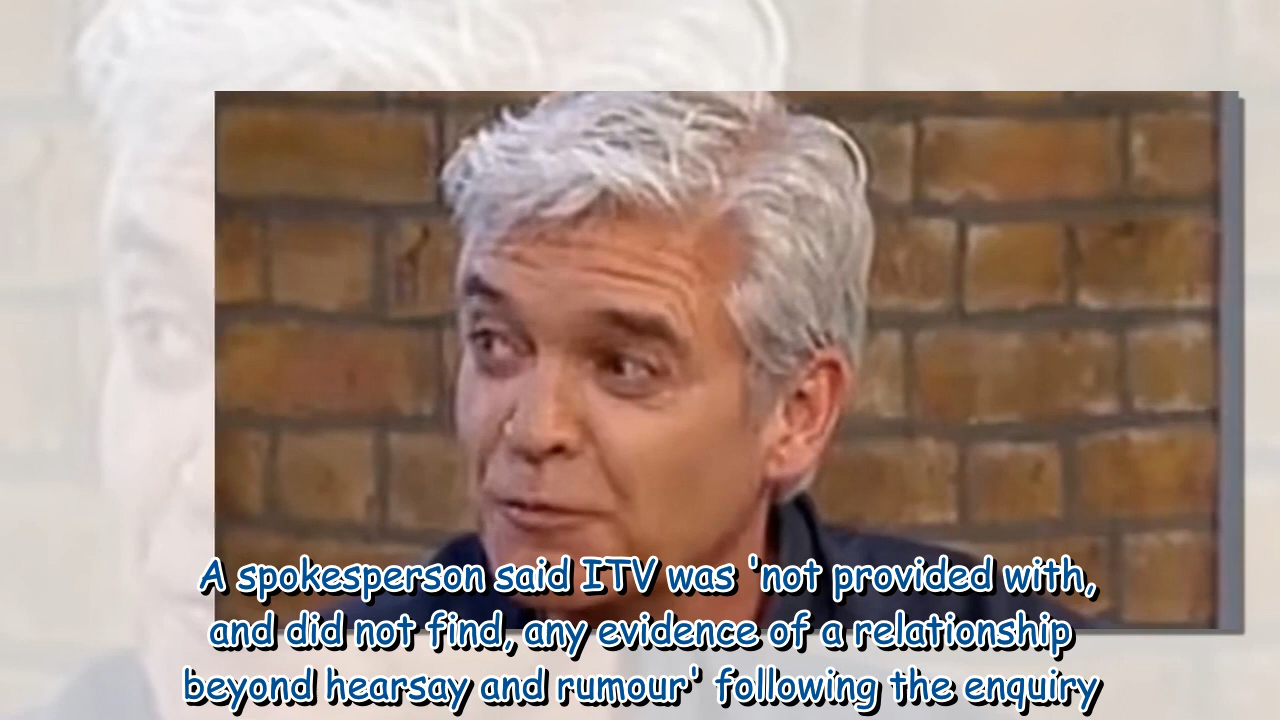 A spokesperson said ITV was 'not provided with,
and did not find, any evidence of a relationship
beyond hearsay and rumour' following the enquiry